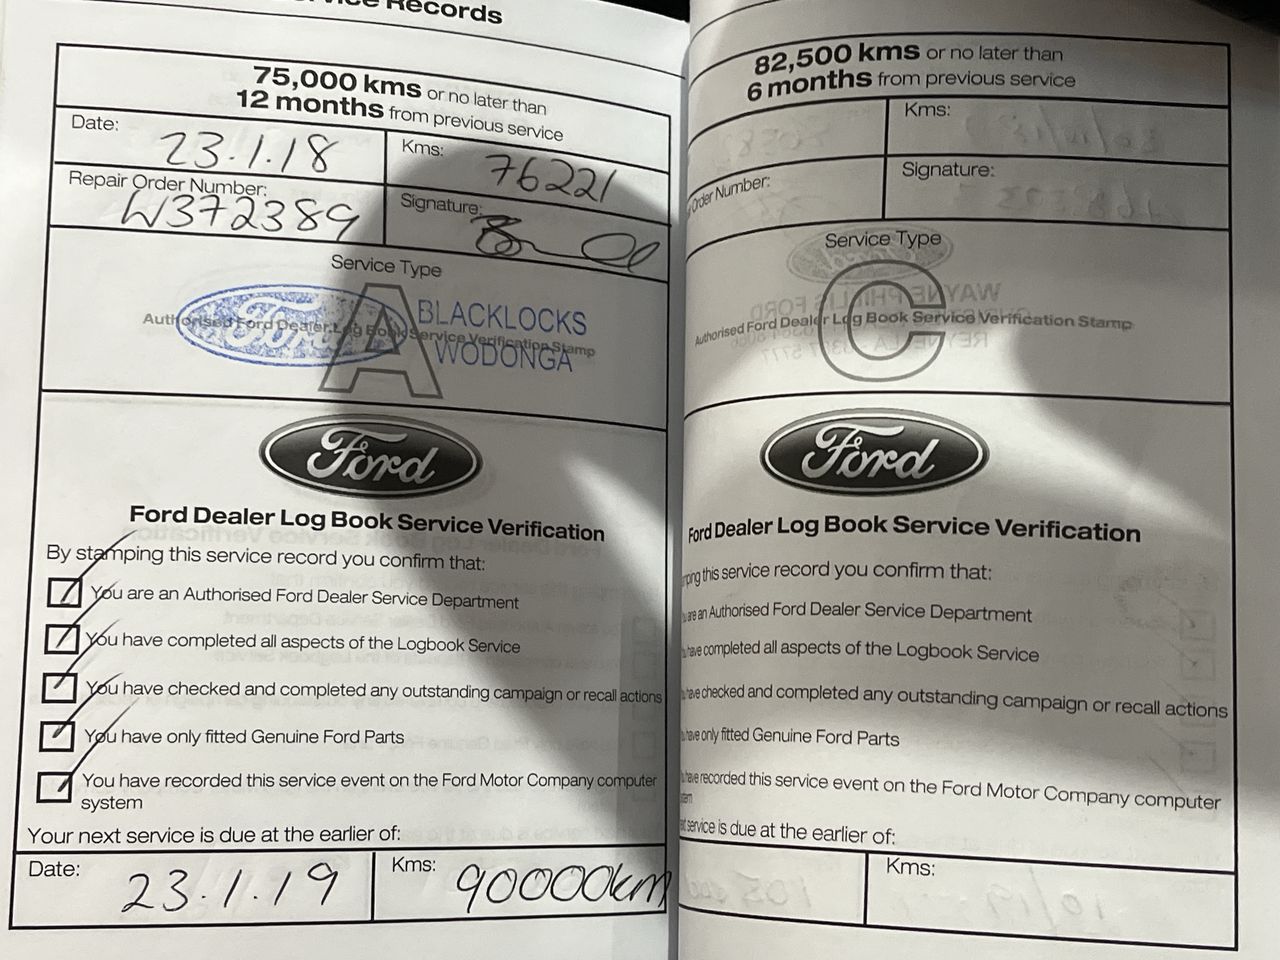 Service Records
75,000 kms or no later than
12 months from previous service
Date:
23.1.18
Kms:
76221
Repair Order Number:
W372389
Signature:
Service Type
A
Authorised Ford Dealer Log Book Service Verification Stamp
Ford
BLACKLOCKS
WODONGA
Ford
Ford Dealer Log Book Service Verification
By stamping this service record you confirm that:
You are an Authorised Ford Dealer Service Department
You have completed all aspects of the Logbook Service
You have checked and completed any outstanding campaign or recall actions
You have only fitted Genuine Ford Parts
You have recorded this service event on the Ford Motor Company computer
system
Your next service is due at the earlier of:
Date:
23.1.19
Kms:
90000km
82,500 kms or no later than
6 months from previous service
Kms:
Order Number:
Signature:
Service Type
C
Authorised Ford Dealer Log Book Service Verification Stamp
Ford
Ford Dealer Log Book Service Verification
this service record you confirm that:
are an Authorised Ford Dealer Service Department
have completed all aspects of the Logbook Service
have checked and completed any outstanding campaign or recall actions
have only fitted Genuine Ford Parts
have recorded this service event on the Ford Motor Company computer
service is due at the earlier of:
Kms: